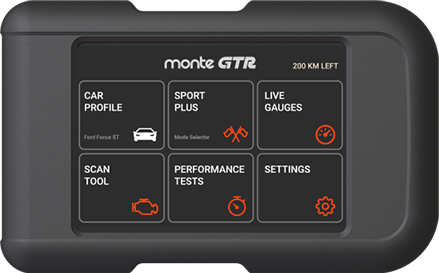 monte GTR
200 KM LEFT
CAR
PROFILE
Ford Focus ST
SPORT
PLUS
Mode Selector
LIVE
GAUGES
SCAN
TOOL
PERFORMANCE
TESTS
SETTINGS